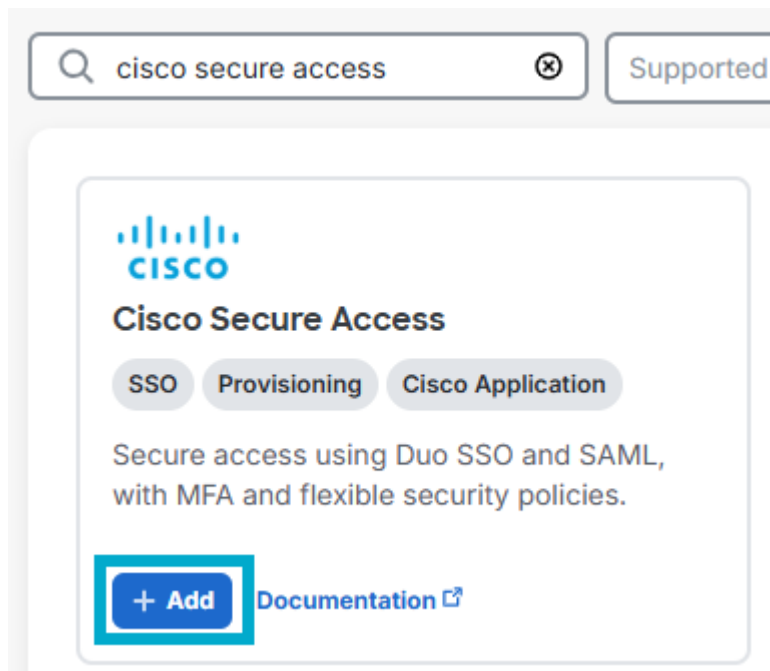 cisco secure access
Supported
CISCO
Cisco Secure Access
SSO Provisioning Cisco Application
Secure access using Duo SSO and SAML,
with MFA and flexible security policies.
+ Add Documentation